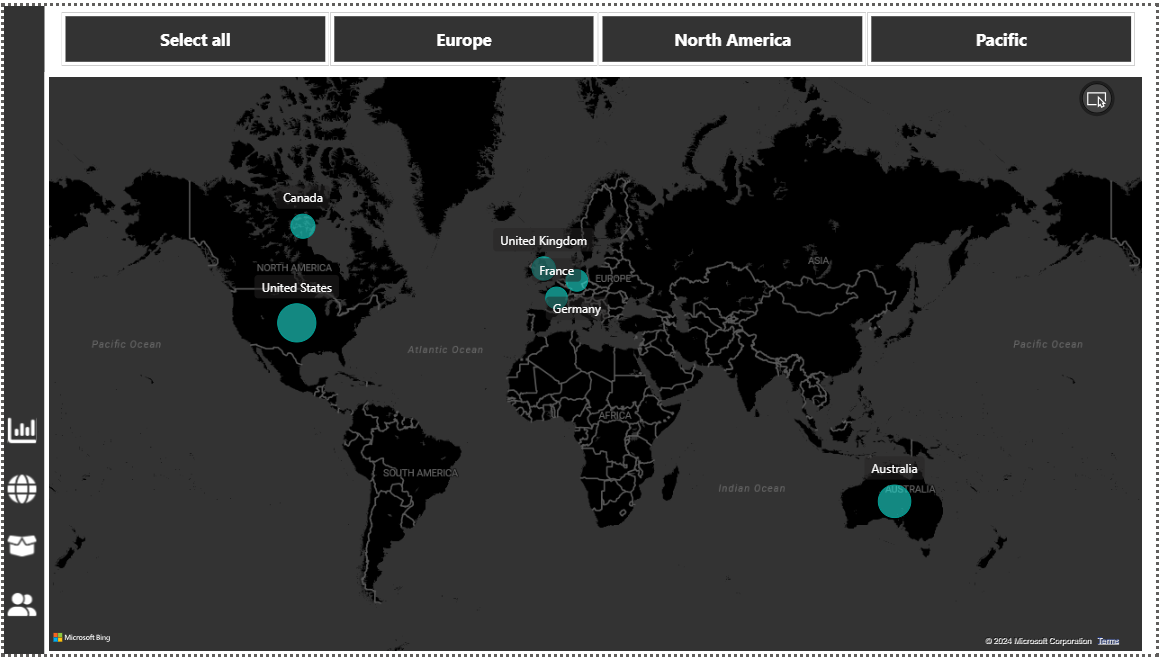 Select all
Europe
North America
Pacific
Canada
United Kingdom
ASIA
NORTH AMERICA
France
EUROPE
United States
Germany
Pacific Ocean
Atlantic Ocean
Pacific Ocean
AFRICA
SOUTH AMERICA
Australia
Indian Ocean
AUSTRALIA
Microsoft Bing
© 2024 Microsoft Corporation Terms